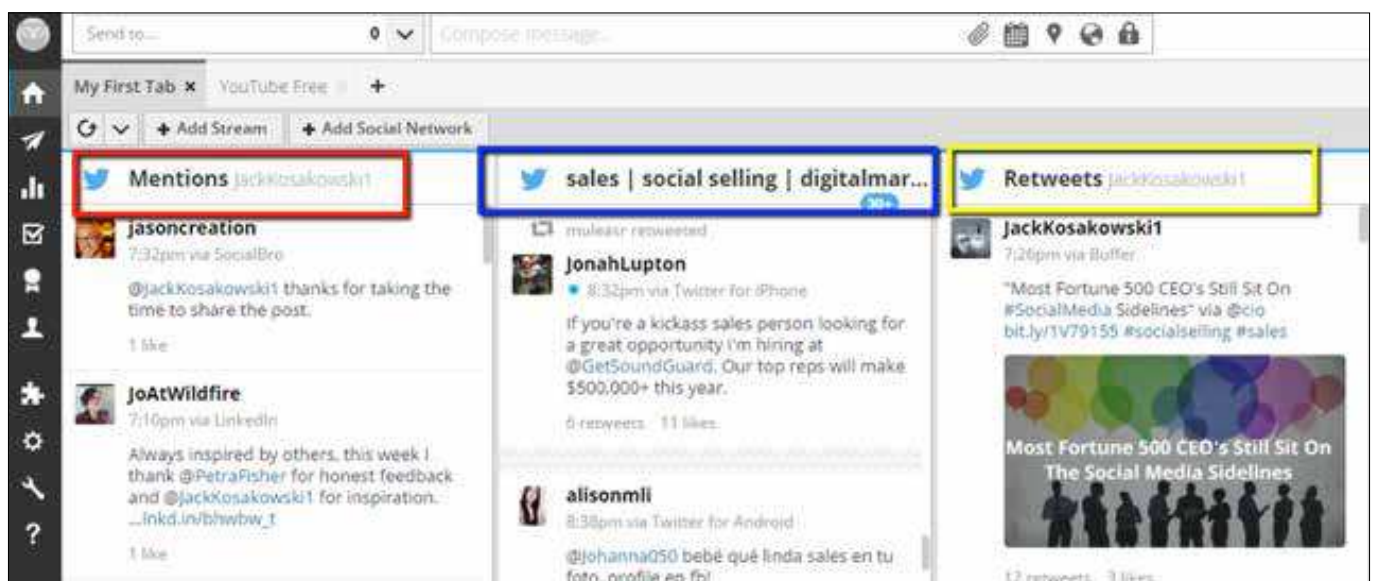 Send to...
0
Compose message...
My First Tab ×
YouTube Free
+
+ Add Stream
+ Add Social Network
Mentions JackKosakowski1
jasoncreation
7:32pm via SocialBro
@JackKosakowski1 thanks for taking the
time to share the post.
1 like
JoAtWildfire
7:10pm via LinkedIn
Always inspired by others, this week I
thank @PetraFisher for honest feedback
and @JackKosakowski1 for inspiration.
...lnkd.in/bhwbw_t
1 like
sales | social selling | digitalmar...
30+
muleasr retweeted
JonahLupton
8:32pm via Twitter for iPhone
If you're a kickass sales person looking for
a great opportunity i'm hiring at
@GetSoundGuard. Our top reps will make
$500,000+ this year.
6 retweets 11 likes
alisonmli
8:38pm via Twitter for Android
@Johanna050 bebé qué linda sales en tu
foto, profile en fb!
Retweets JackKosakowski1
JackKosakowski1
7:26pm via Buffer
"Most Fortune 500 CEO's Still Sit On
#SocialMedia Sidelines" via @cio
bit.ly/1V79155 #socialselling #sales
Most Fortune 500 CEO's Still Sit On
The Social Media Sidelines
12 retweets 3 likes
?